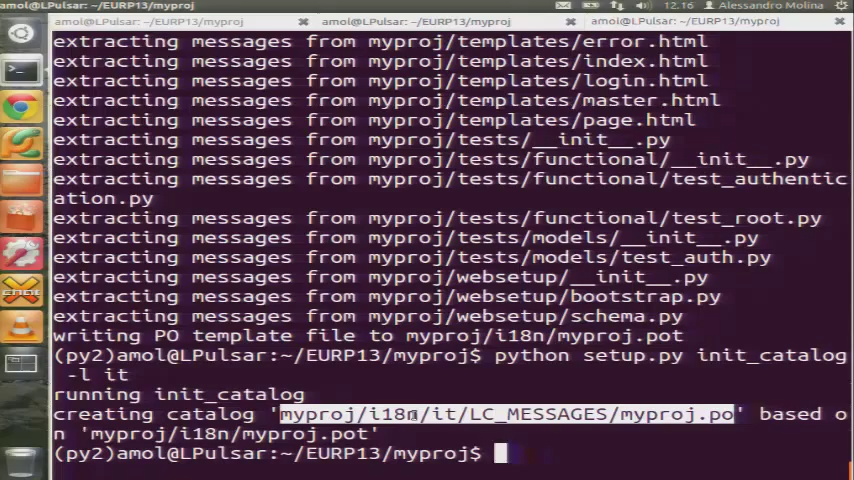 amol@LPulsar: ~/EURP13/myproj
12.16
Alessandro Molina
amol@LPulsar: ~/EURP13/myproj
amol@LPulsar: ~/EURP13/myproj
amol@LPulsar: ~/EURP13/myproj
extracting messages from myproj/templates/error.html
extracting messages from myproj/templates/index.html
extracting messages from myproj/templates/login.html
extracting messages from myproj/templates/master.html
extracting messages from myproj/templates/page.html
extracting messages from myproj/tests/__init__.py
extracting messages from myproj/tests/functional/__init__.py
extracting messages from myproj/tests/functional/test_authentic
ation.py
extracting messages from myproj/tests/functional/test_root.py
extracting messages from myproj/tests/models/__init__.py
extracting messages from myproj/tests/models/test_auth.py
extracting messages from myproj/websetup/__init__.py
extracting messages from myproj/websetup/bootstrap.py
extracting messages from myproj/websetup/schema.py
writing PO template file to myproj/i18n/myproj.pot
(py2)amol@LPulsar:~/EURP13/myproj$ python setup.py init_catalog
-l it
running init_catalog
creating catalog 'myproj/i18n/it/LC_MESSAGES/myproj.po' based o
n 'myproj/i18n/myproj.pot'
(py2)amol@LPulsar:~/EURP13/myproj$